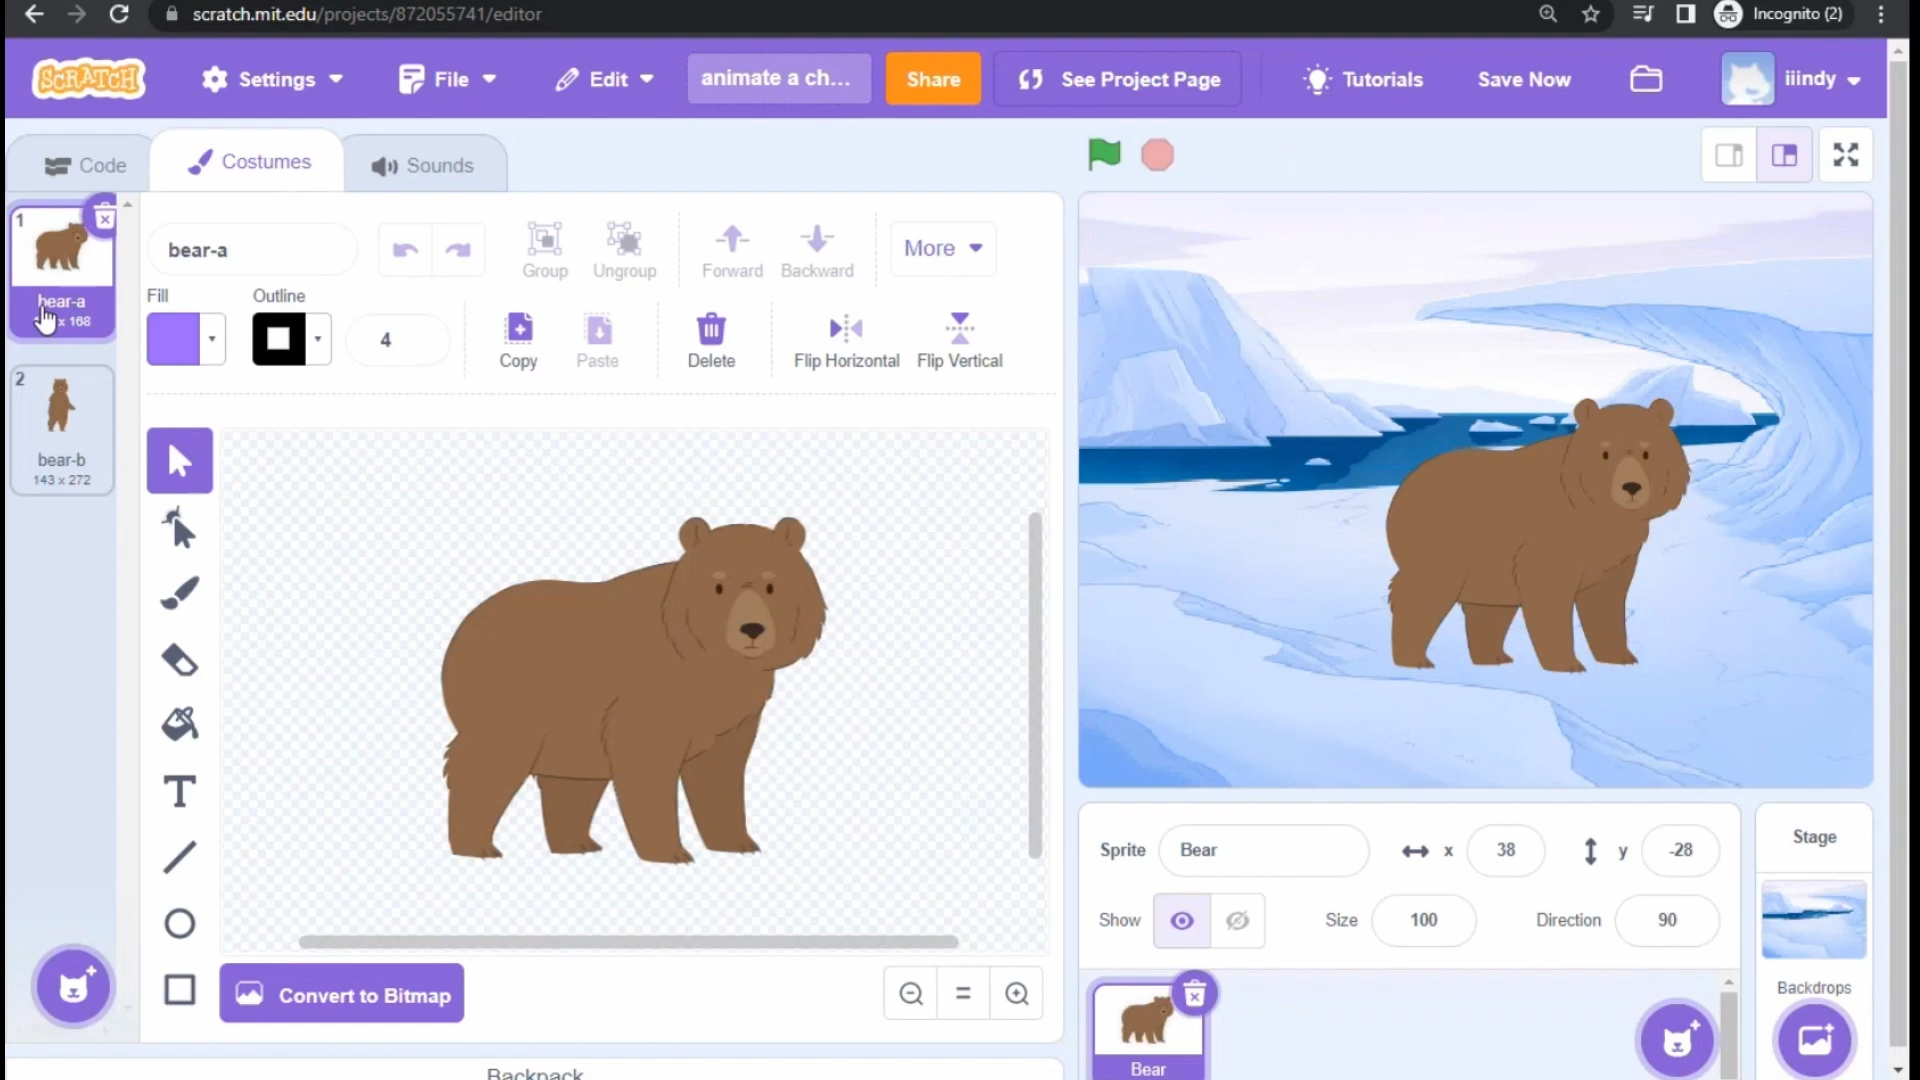 scratch.mit.edu/projects/872055741/editor
Incognito (2)
SCRATCH
Settings
File
Edit
animate a ch...
Share
See Project Page
Tutorials
Save Now
iiindy
Code
Costumes
Sounds
1
bear-a
x 168
2
bear-b
143 x 272
bear-a
Group
Ungroup
Forward
Backward
More
Fill
Outline
4
Copy
Paste
Delete
Flip Horizontal
Flip Vertical
T
Convert to Bitmap
Backpack
Sprite
Bear
x
38
y
-28
Show
Size
100
Direction
90
Bear
Stage
Backdrops